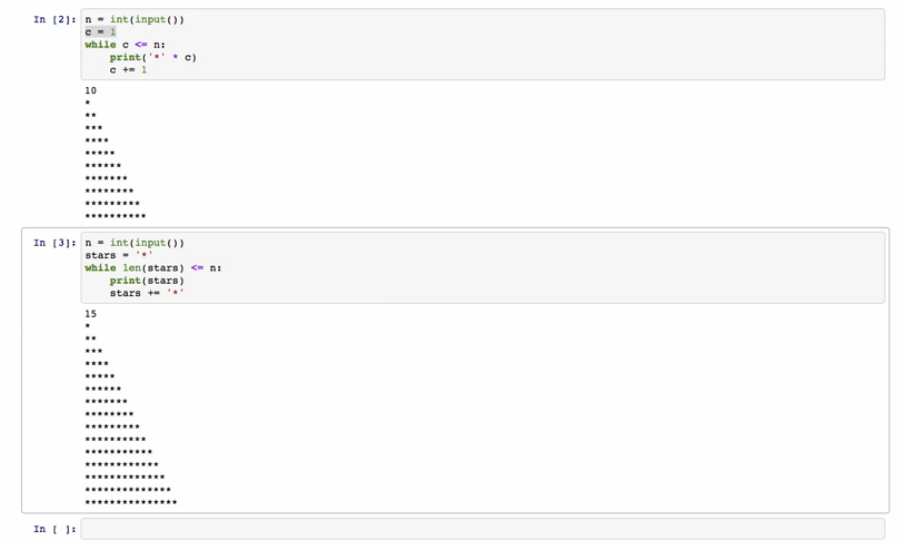 In [2]: n = int(input())
c = 1
while c <= n:
    print('*' * c)
    c += 1
10
*
**
***
****
*****
******
*******
********
*********
**********
In [3]: n = int(input())
stars = '*'
while len(stars) <= n:
    print(stars)
    stars += '*'
15
*
**
***
****
*****
******
*******
********
*********
**********
***********
************
*************
**************
***************
In [ ]: